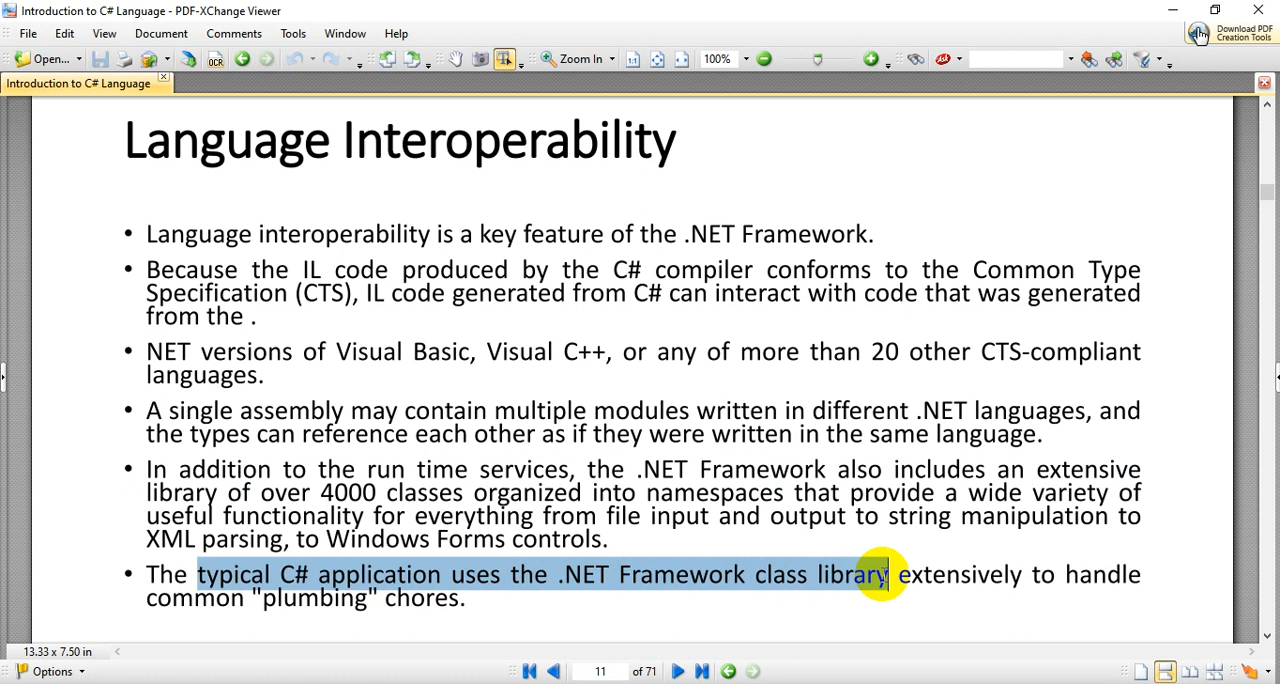 Introduction to C# Language - PDF-XChange Viewer
File Edit View Document Comments Tools Window Help
Download PDF
Creation Tools
Open... OCR Zoom In 100%
Introduction to C# Language
Language Interoperability
• Language interoperability is a key feature of the .NET Framework.
• Because the IL code produced by the C# compiler conforms to the Common Type
Specification (CTS), IL code generated from C# can interact with code that was generated
from the .
• NET versions of Visual Basic, Visual C++, or any of more than 20 other CTS-compliant
languages.
• A single assembly may contain multiple modules written in different .NET languages, and
the types can reference each other as if they were written in the same language.
• In addition to the run time services, the .NET Framework also includes an extensive
library of over 4000 classes organized into namespaces that provide a wide variety of
useful functionality for everything from file input and output to string manipulation to
XML parsing, to Windows Forms controls.
• The typical C# application uses the .NET Framework class library extensively to handle
common "plumbing" chores.
13.33 x 7.50 in
Options 11 of 71